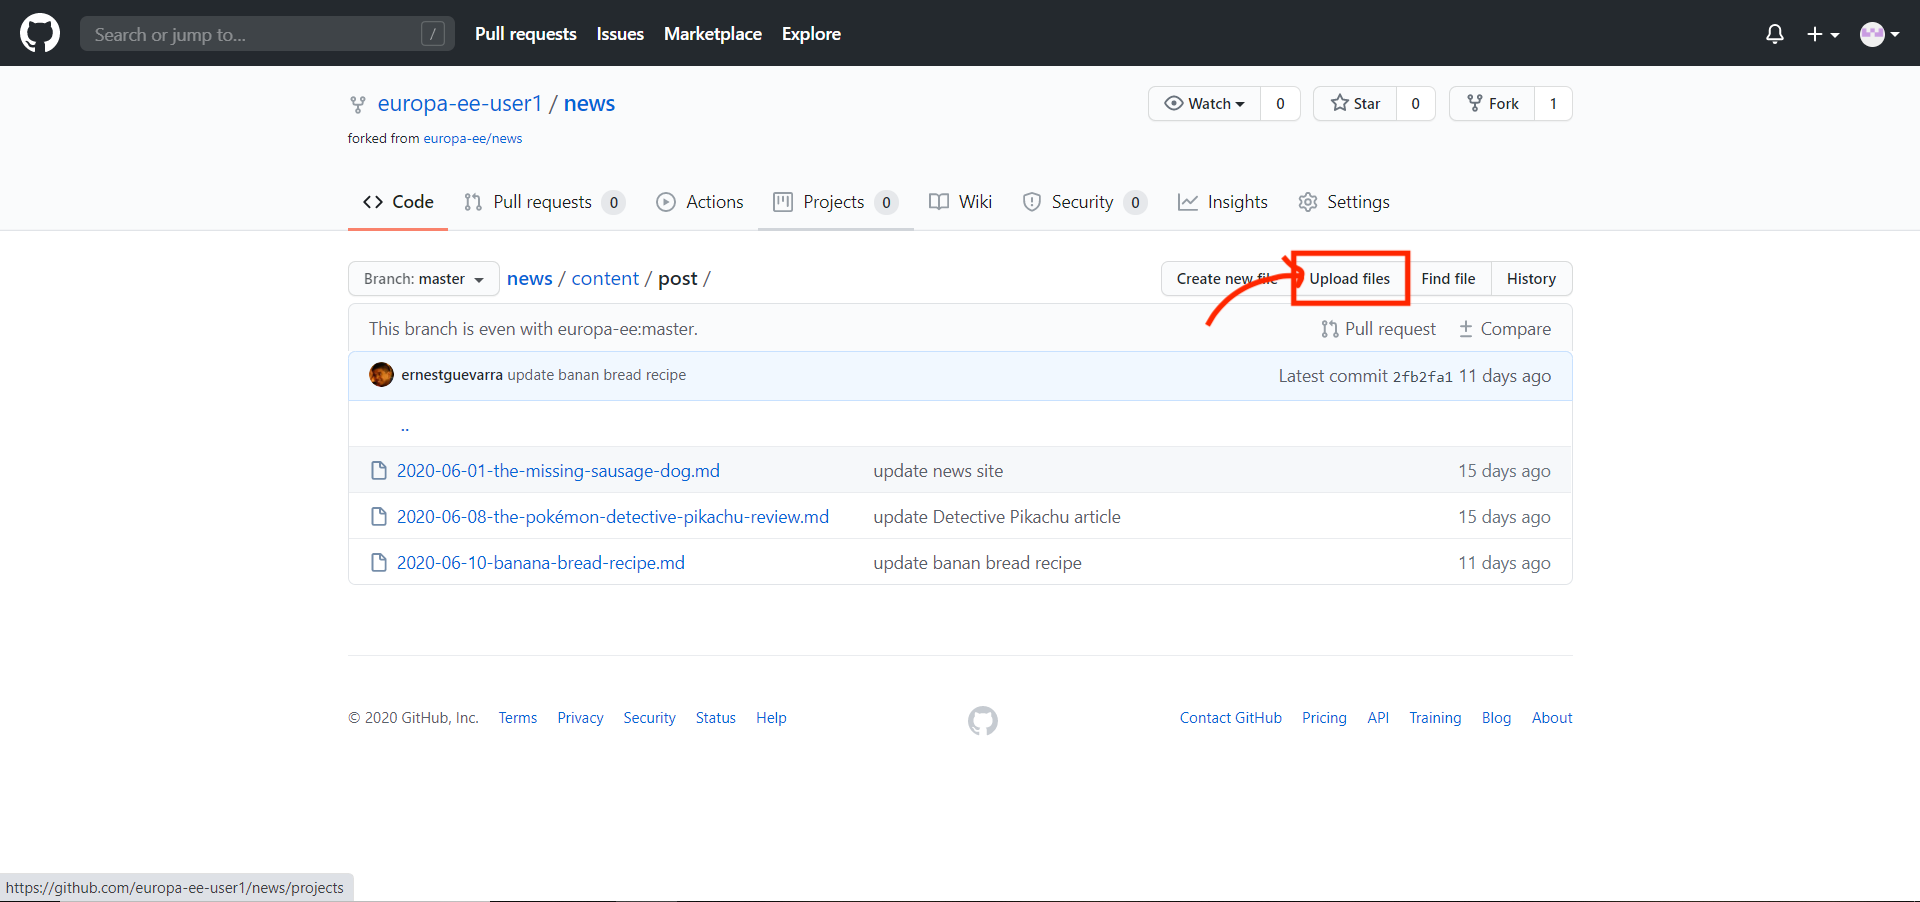 Search or jump to... / Pull requests Issues Marketplace Explore
europa-ee-user1 / news Watch 0 Star 0 Fork 1
forked from europa-ee/news
Code Pull requests 0 Actions Projects 0 Wiki Security 0 Insights Settings
Branch: master news / content / post / Create new file Upload files Find file History
This branch is even with europa-ee:master. Pull request Compare
ernestguevarra update banan bread recipe Latest commit 2fb2fa1 11 days ago
..
2020-06-01-the-missing-sausage-dog.md update news site 15 days ago
2020-06-08-the-pokémon-detective-pikachu-review.md update Detective Pikachu article 15 days ago
2020-06-10-banana-bread-recipe.md update banan bread recipe 11 days ago
© 2020 GitHub, Inc. Terms Privacy Security Status Help Contact GitHub Pricing API Training Blog About
https://github.com/europa-ee-user1/news/projects